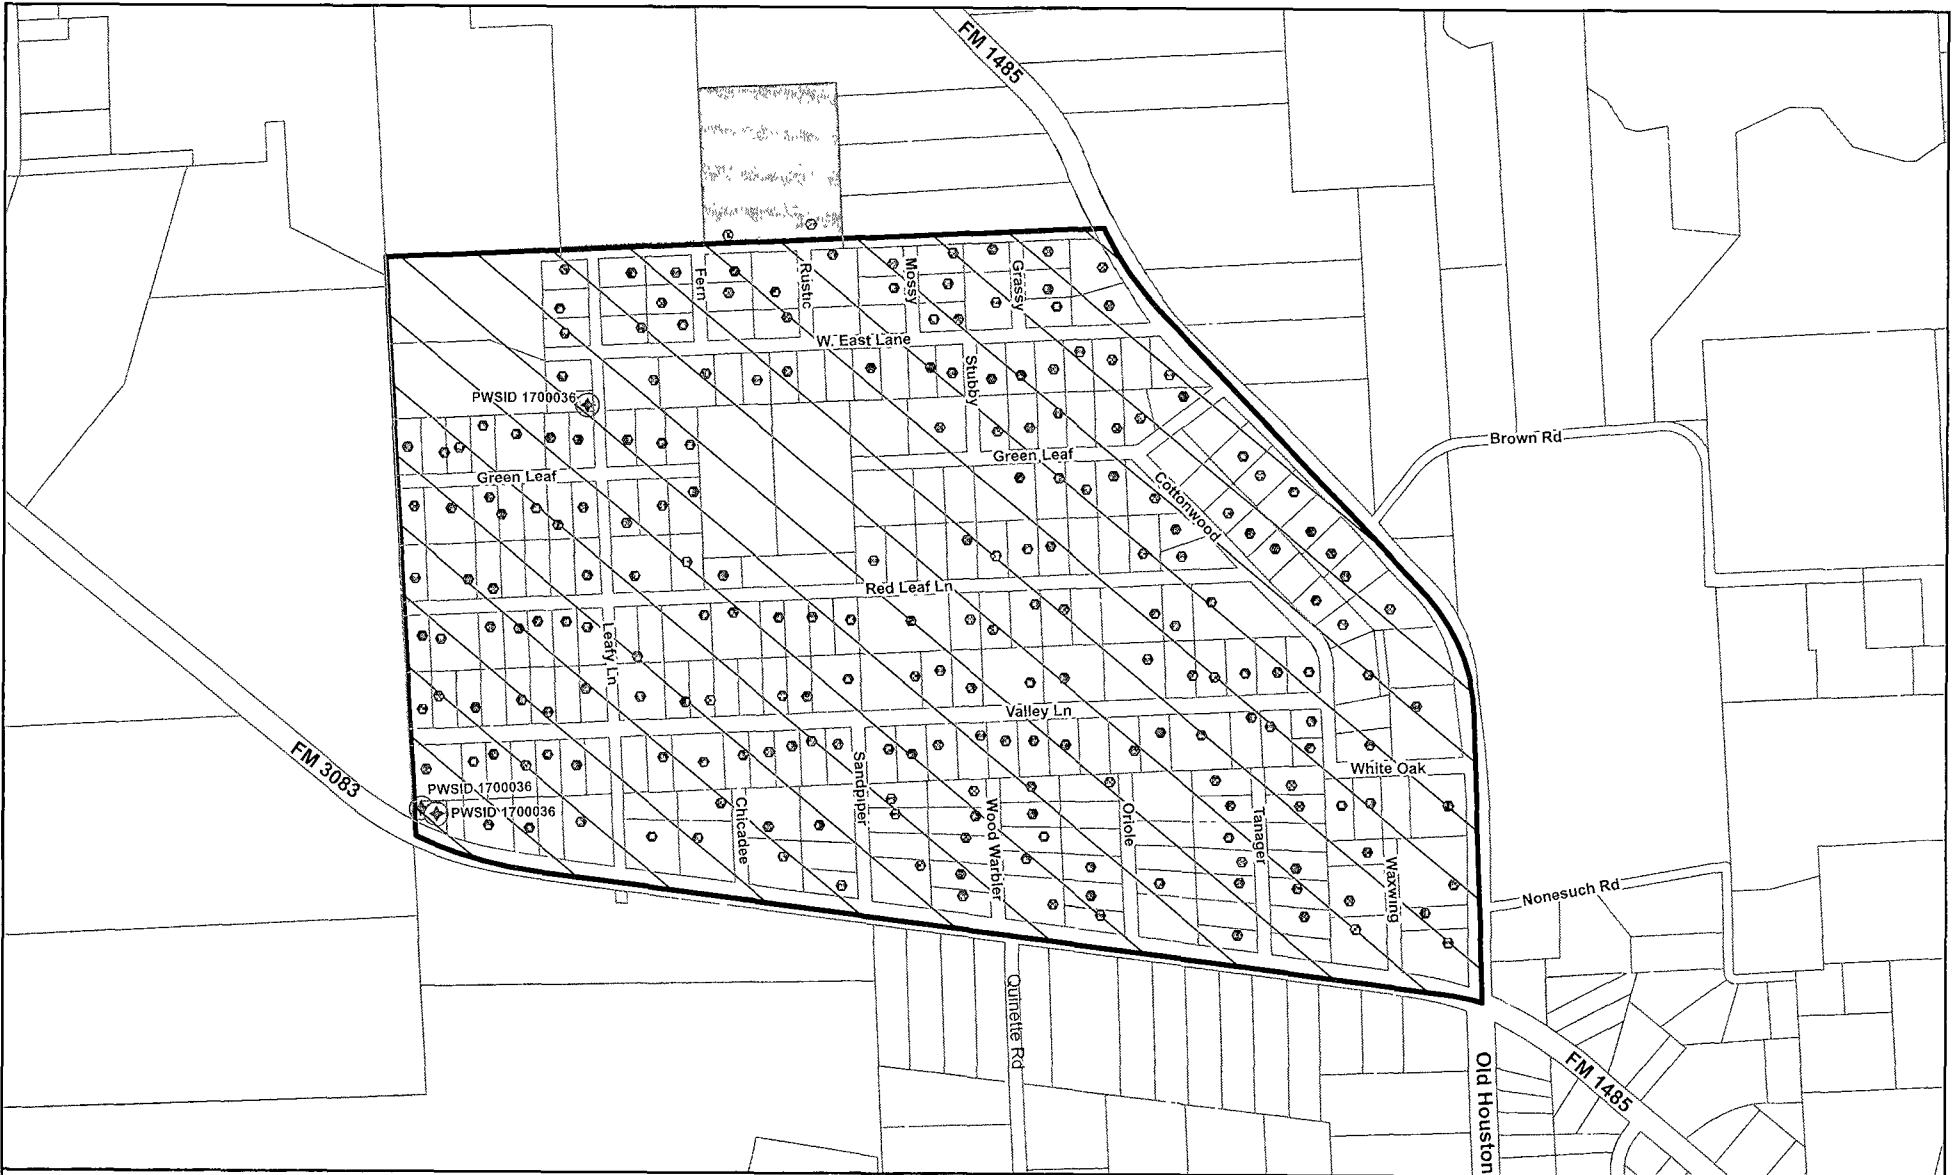 FM 1485
Fern
Rustic
Mossy
Grassy
W. East Lane
Stubby
PWSID 1700036
Brown Rd
Green Leaf
Green Leaf
Cottonwood
Red Leaf Ln
Leafy Ln
Valley Ln
FM 3083
Sandpiper
White Oak
PWSID 1700036
PWSID 1700036
Chicadee
Wood Warbler
Oriole
Tanager
Waxwing
Nonesuch Rd
Quinette Rd
Old Houston
FM 1485